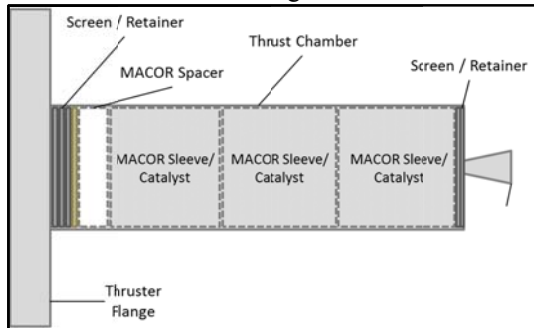 Screen / Retainer
Thrust Chamber
MACOR Spacer
Screen / Retainer
MACOR Sleeve/
Catalyst
MACOR Sleeve/
Catalyst
MACOR Sleeve/
Catalyst
Thruster
Flange